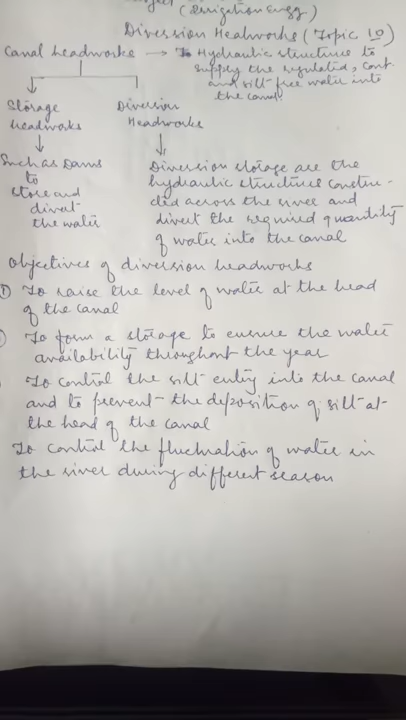 (Irrigation Engg)
Diversion Headworks (Topic 10)
Canal headworks → Hydraulic structure to
supply the regulated, cont
and silt free water into
the canal
Storage headworks
Diversion Headworks
Such as Dams
to
store and
divert
the water
Diversion storage are the
hydraulic structures constru-
cted across the river and
divert the required quantity
of water into the canal
Objectives of diversion headworks
① To raise the level of water at the head
of the canal
To form a storage to ensure the water
availability throughout the year
To control the silt entry into the canal
and to prevent the deposition of silt at
the head of the canal
To control the fluctuation of water in
the river during different season